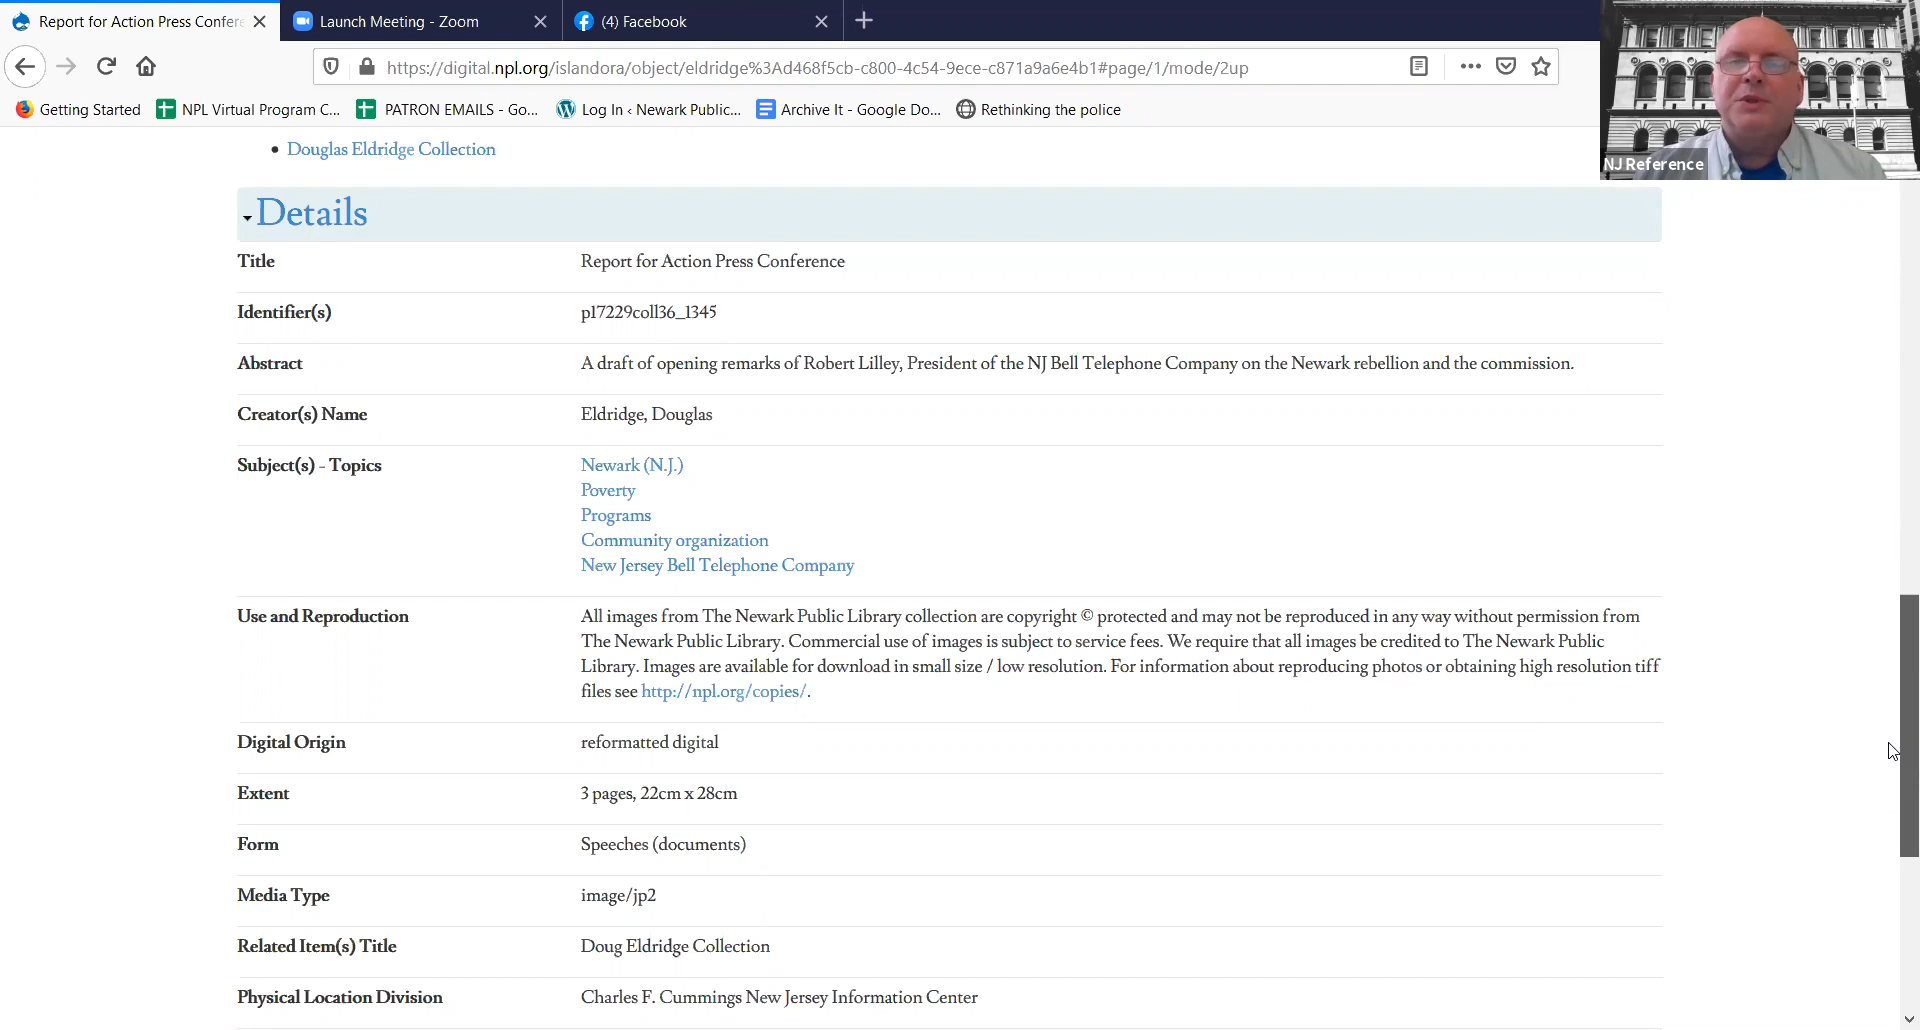 Report for Action Press Confere
Launch Meeting - Zoom
(4) Facebook
https://digital.npl.org/islandora/object/eldridge%3Ad468f5cb-c800-4c54-9ece-c871a9a6e4b1#page/1/mode/2up
Getting Started
NPL Virtual Program C...
PATRON EMAILS - Go...
Log In ‹ Newark Public...
Archive It - Google Do...
Rethinking the police
NJ Reference
• Douglas Eldridge Collection
Details
Title Report for Action Press Conference
Identifier(s) p17229coll36_1345
Abstract A draft of opening remarks of Robert Lilley, President of the NJ Bell Telephone Company on the Newark rebellion and the commission.
Creator(s) Name Eldridge, Douglas
Subject(s) - Topics Newark (N.J.)
Poverty
Programs
Community organization
New Jersey Bell Telephone Company
Use and Reproduction All images from The Newark Public Library collection are copyright © protected and may not be reproduced in any way without permission from
The Newark Public Library. Commercial use of images is subject to service fees. We require that all images be credited to The Newark Public
Library. Images are available for download in small size / low resolution. For information about reproducing photos or obtaining high resolution tiff
files see http://npl.org/copies/.
Digital Origin reformatted digital
Extent 3 pages, 22cm x 28cm
Form Speeches (documents)
Media Type image/jp2
Related Item(s) Title Doug Eldridge Collection
Physical Location Division Charles F. Cummings New Jersey Information Center